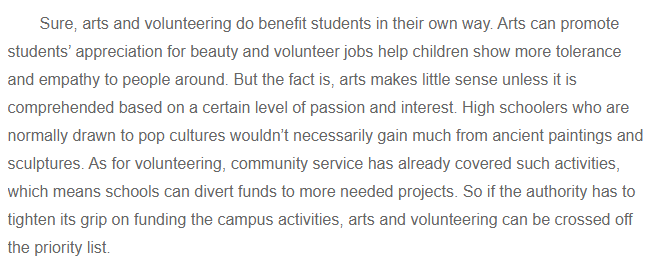 Sure, arts and volunteering do benefit students in their own way. Arts can promote
students’ appreciation for beauty and volunteer jobs help children show more tolerance
and empathy to people around. But the fact is, arts makes little sense unless it is
comprehended based on a certain level of passion and interest. High schoolers who are
normally drawn to pop cultures wouldn’t necessarily gain much from ancient paintings and
sculptures. As for volunteering, community service has already covered such activities,
which means schools can divert funds to more needed projects. So if the authority has to
tighten its grip on funding the campus activities, arts and volunteering can be crossed off
the priority list.